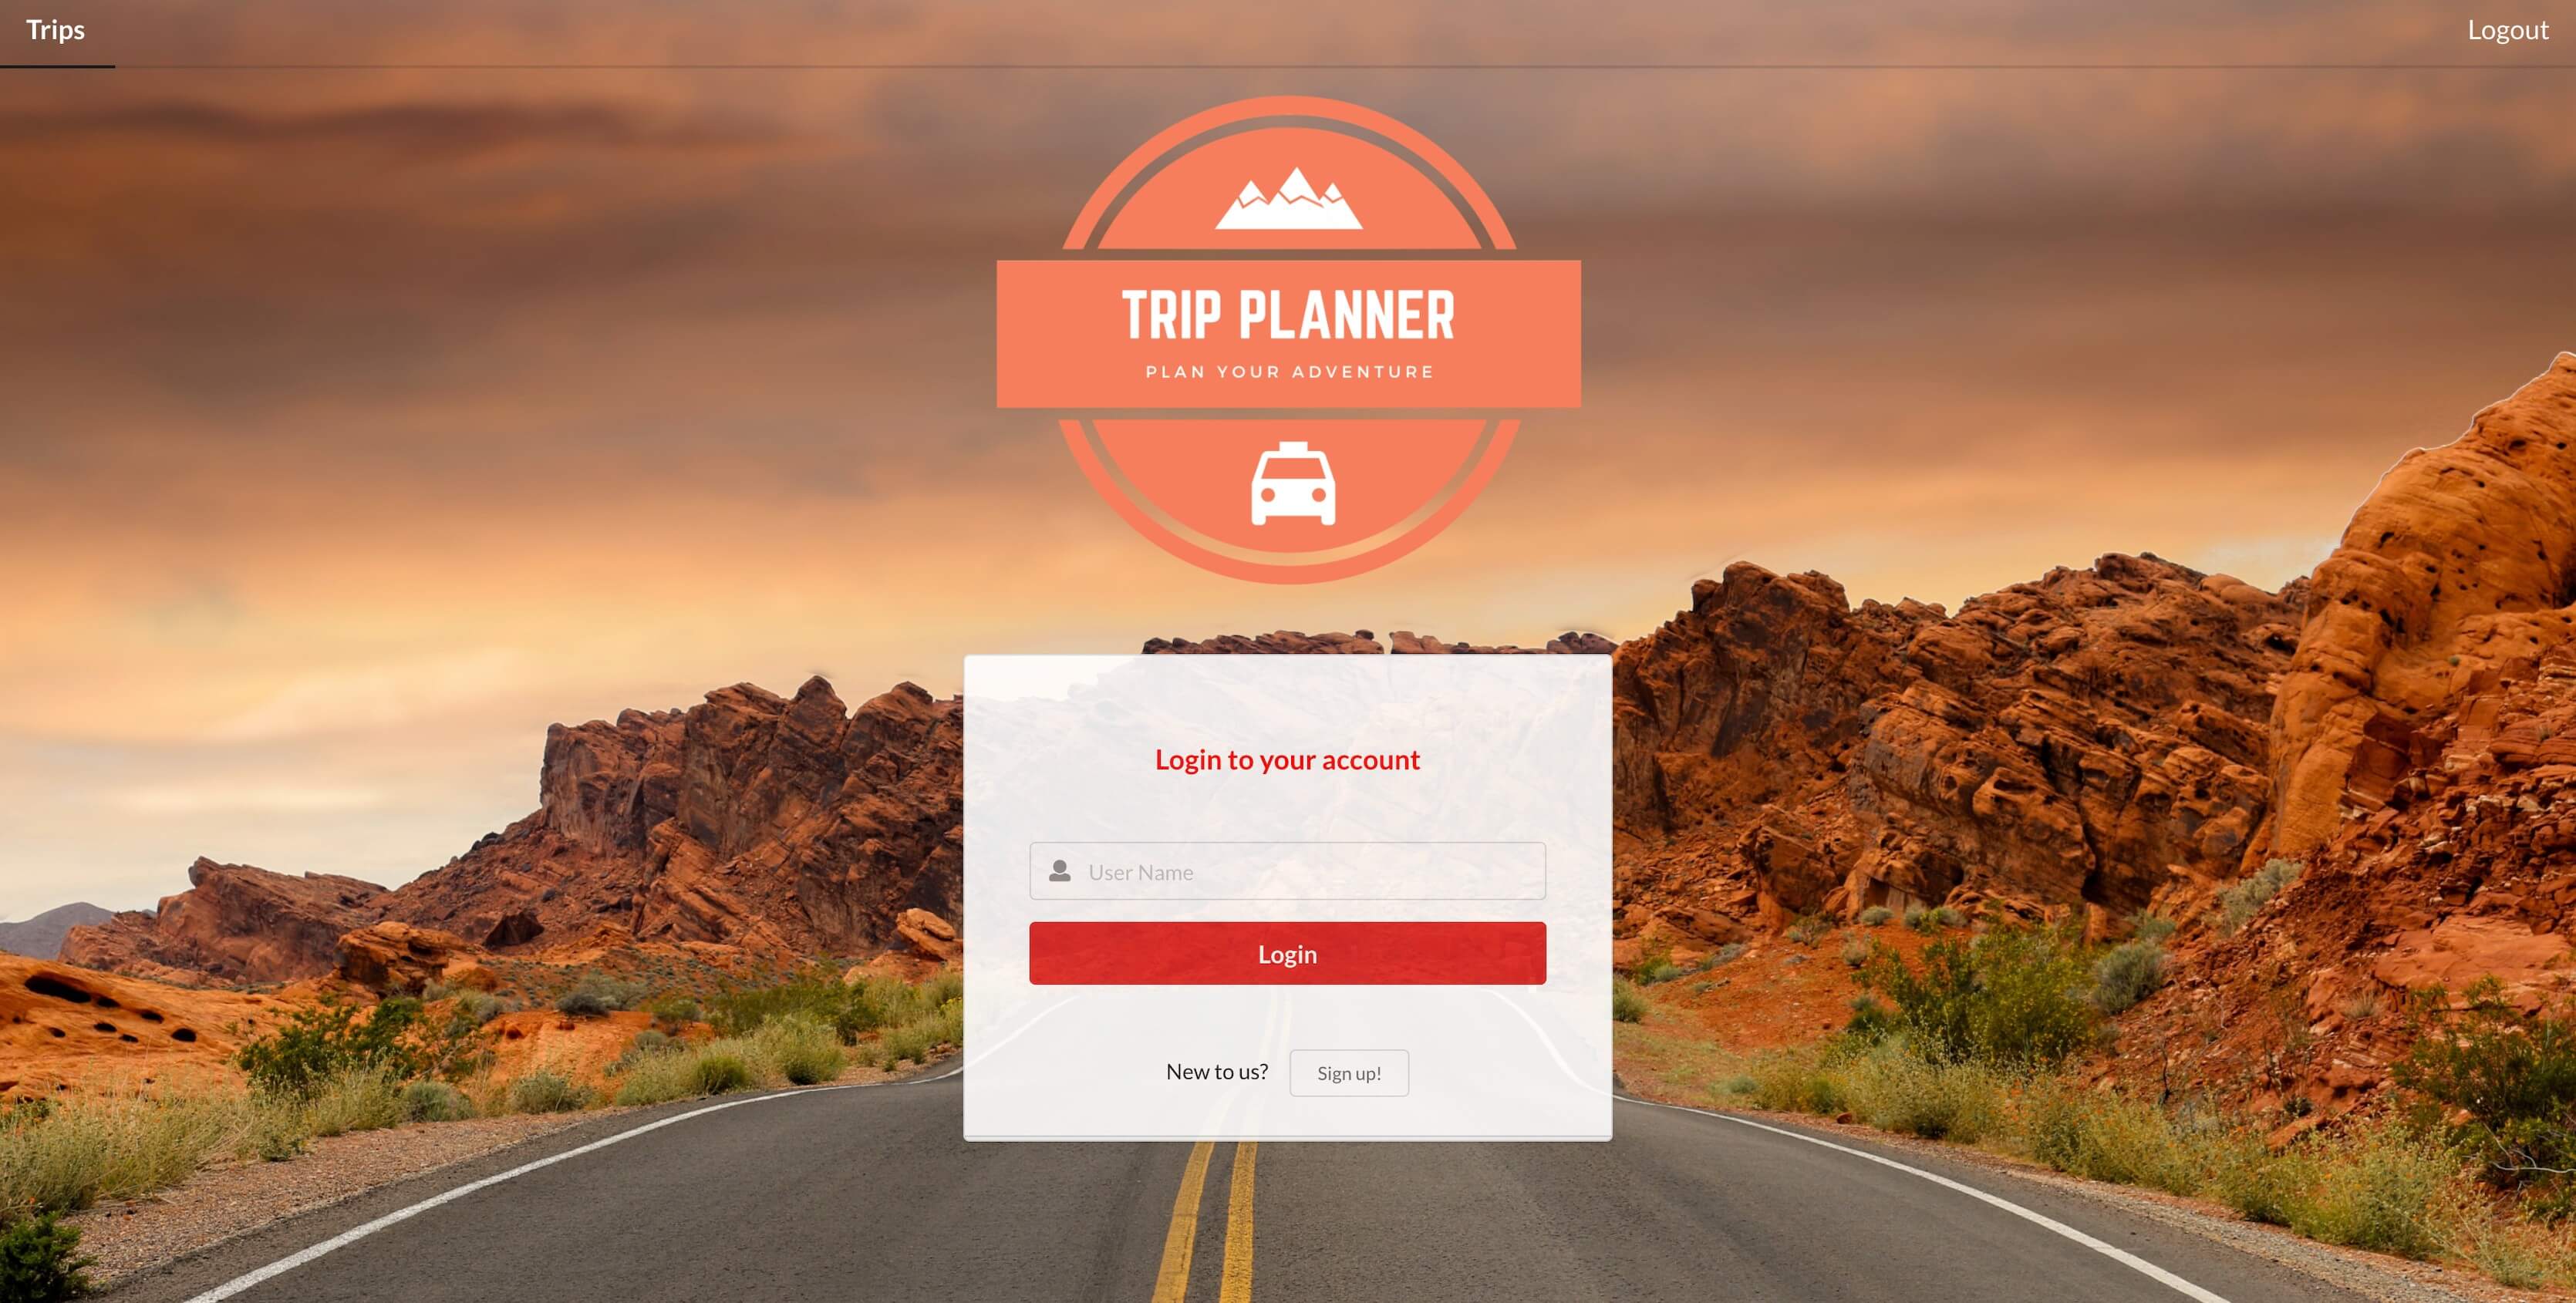 Trips
Logout
TRIP PLANNER
PLAN YOUR ADVENTURE
Login to your account
User Name
Login
New to us? Sign up!